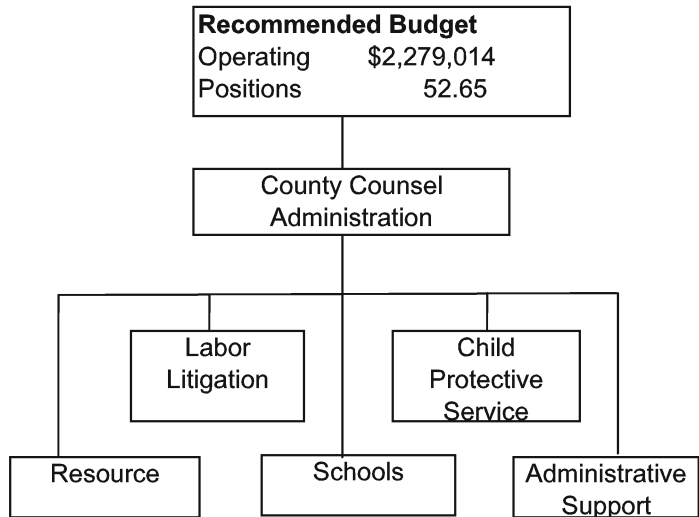 Recommended Budget
Operating $2,279,014
Positions 52.65
County Counsel
Administration
Labor
Litigation
Child
Protective
Service
Resource
Schools
Administrative
Support